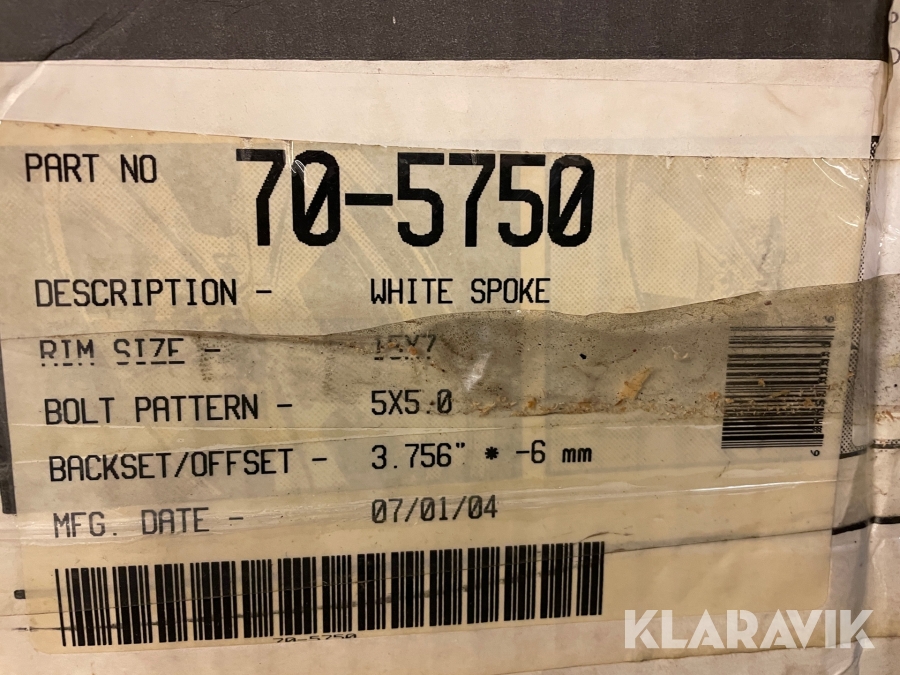 PART NO 70-5750
DESCRIPTION - WHITE SPOKE
RIM SIZE - 15X7
BOLT PATTERN - 5X5.0
BACKSET/OFFSET - 3.756" * -6 mm
MFG. DATE - 07/01/04
70-5750
KLARAVIK